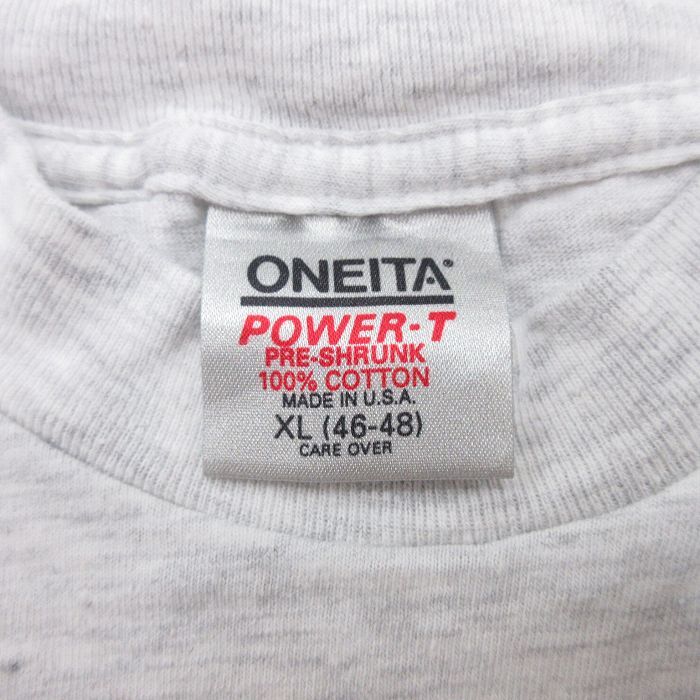 ONEITA®
POWER-T
PRE-SHRUNK
100% COTTON
MADE IN U.S.A.
XL (46-48)
CARE OVER